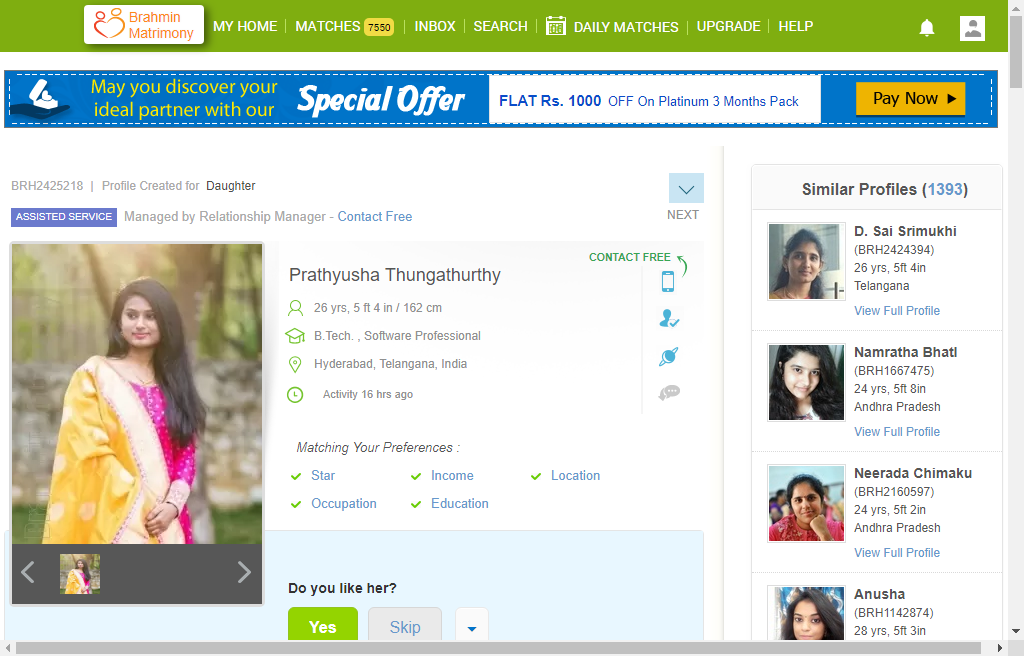 Brahmin
Matrimony
MY HOME
MATCHES 7550
INBOX
SEARCH
DAILY MATCHES
UPGRADE
HELP
May you discover your
ideal partner with our
Special Offer
FLAT Rs. 1000 OFF On Platinum 3 Months Pack
Pay Now
BRH2425218 | Profile Created for Daughter
ASSISTED SERVICE Managed by Relationship Manager - Contact Free
NEXT
CONTACT FREE
Prathyusha Thungathurthy
26 yrs, 5 ft 4 in / 162 cm
B.Tech. , Software Professional
Hyderabad, Telangana, India
Activity 16 hrs ago
Matching Your Preferences :
Star
Income
Location
Occupation
Education
Do you like her?
Yes
Skip
Similar Profiles (1393)
D. Sai Srimukhi
(BRH2424394)
26 yrs, 5ft 4in
Telangana
View Full Profile
Namratha Bhatl
(BRH1667475)
24 yrs, 5ft 8in
Andhra Pradesh
View Full Profile
Neerada Chimaku
(BRH2160597)
24 yrs, 5ft 2in
Andhra Pradesh
View Full Profile
Anusha
(BRH1142874)
28 yrs, 5ft 3in